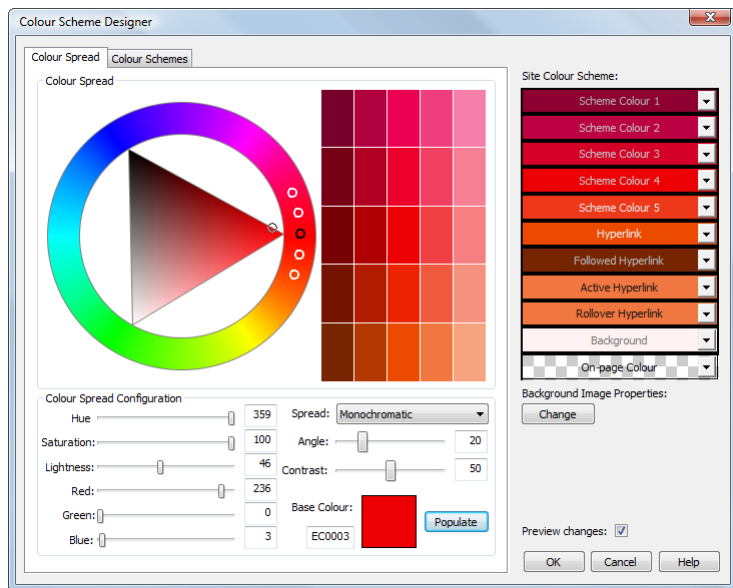 Colour Scheme Designer
Colour Spread
Colour Schemes
Colour Spread
Site Colour Scheme:
Scheme Colour 1
Scheme Colour 2
Scheme Colour 3
Scheme Colour 4
Scheme Colour 5
Hyperlink
Followed Hyperlink
Active Hyperlink
Rollover Hyperlink
Background
On-page Colour
Background Image Properties:
Change
Colour Spread Configuration
Hue 359
Saturation: 100
Lightness: 46
Red: 236
Green: 0
Blue: 3
Spread: Monochromatic
Angle: 20
Contrast: 50
Base Colour:
EC0003
Populate
Preview changes:
OK Cancel Help